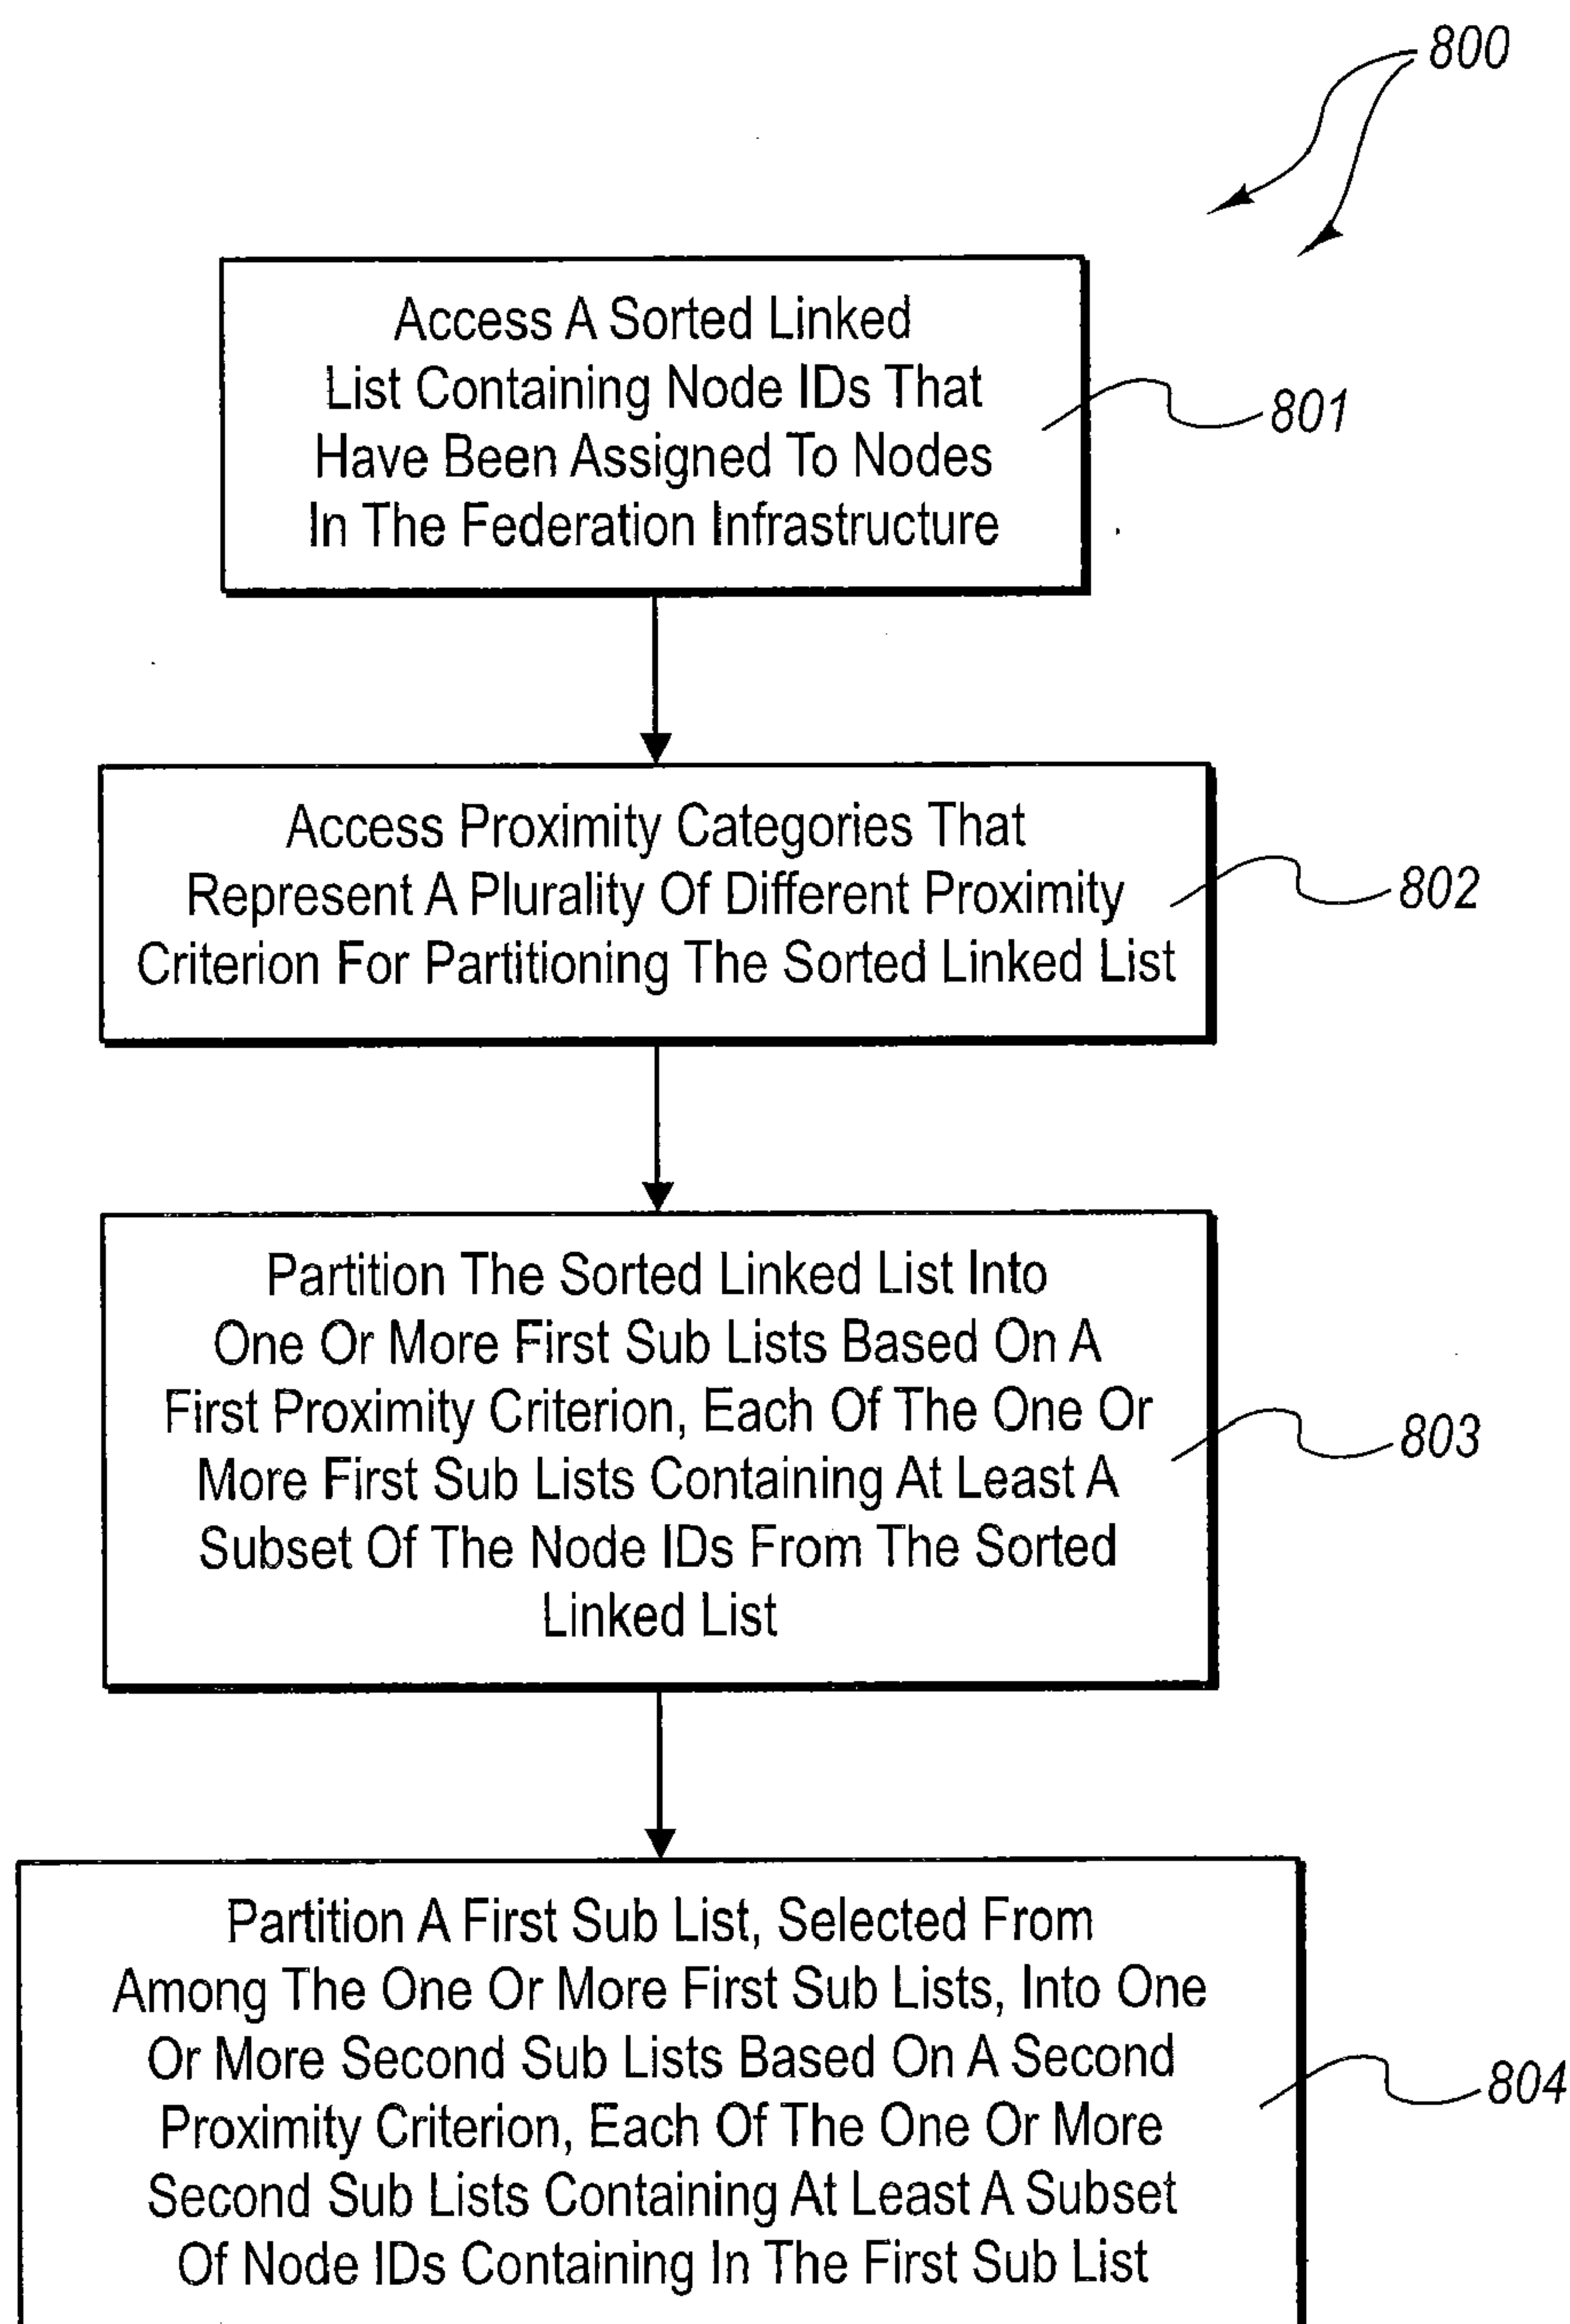 800
Access A Sorted Linked
List Containing Node IDs That
Have Been Assigned To Nodes
In The Federation Infrastructure
801
Access Proximity Categories That
Represent A Plurality Of Different Proximity
Criterion For Partitioning The Sorted Linked List
802
Partition The Sorted Linked List Into
One Or More First Sub Lists Based On A
First Proximity Criterion, Each Of The One Or
More First Sub Lists Containing At Least A
Subset Of The Node IDs From The Sorted
Linked List
803
Partition A First Sub List, Selected From
Among The One Or More First Sub Lists, Into One
Or More Second Sub Lists Based On A Second
Proximity Criterion, Each Of The One Or More
Second Sub Lists Containing At Least A Subset
Of Node IDs Containing In The First Sub List
804